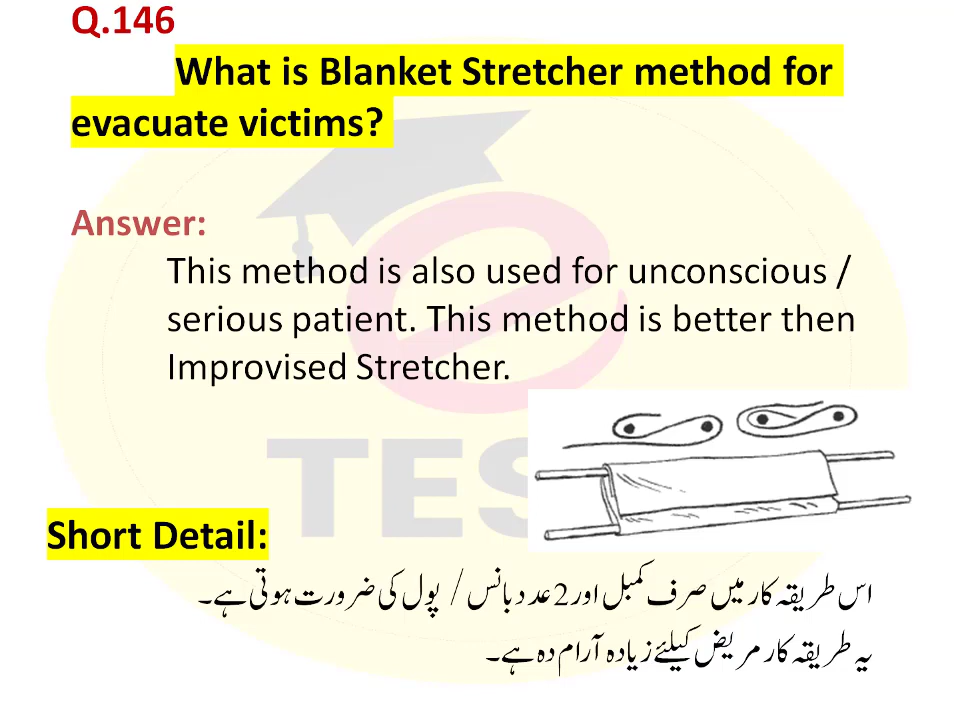 Q.146
What is Blanket Stretcher method for
evacuate victims?
Answer:
This method is also used for unconscious /
serious patient. This method is better then
Improvised Stretcher.
TES
Short Detail:
اس طریقہ کار میں صرف کمبل اور 2 عدد بانس / پول کی ضرورت ہوتی ہے۔
یہ طریقہ کار مریض کیلئے زیادہ آرام دہ ہے۔